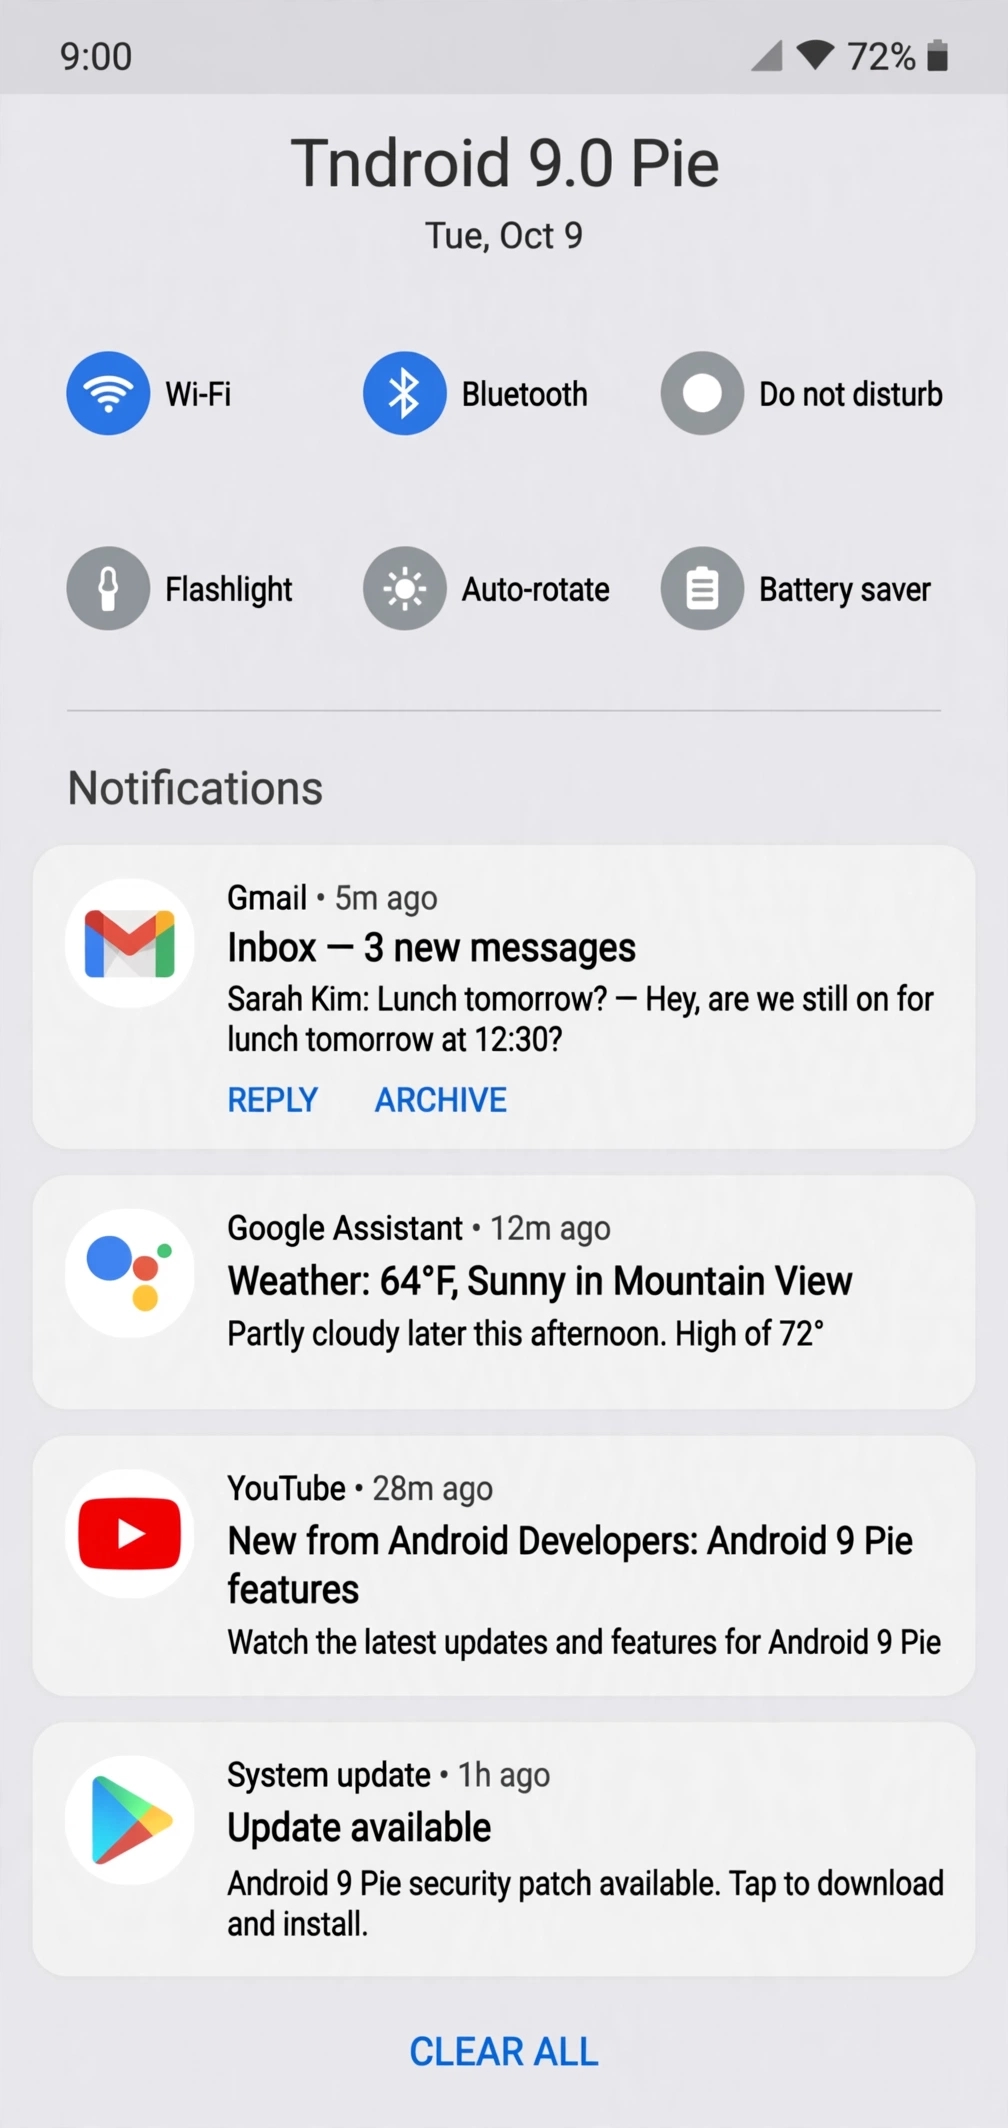 9:00
72%
Tndroid 9.0 Pie
Tue, Oct 9
Wi-Fi
Bluetooth
Do not disturb
Flashlight
Auto-rotate
Battery saver
Notifications
Gmail • 5m ago
Inbox — 3 new messages
Sarah Kim: Lunch tomorrow? — Hey, are we still on for
lunch tomorrow at 12:30?
REPLY
ARCHIVE
Google Assistant • 12m ago
Weather: 64°F, Sunny in Mountain View
Partly cloudy later this afternoon. High of 72°
YouTube • 28m ago
New from Android Developers: Android 9 Pie
features
Watch the latest updates and features for Android 9 Pie
System update • 1h ago
Update available
Android 9 Pie security patch available. Tap to download
and install.
CLEAR ALL